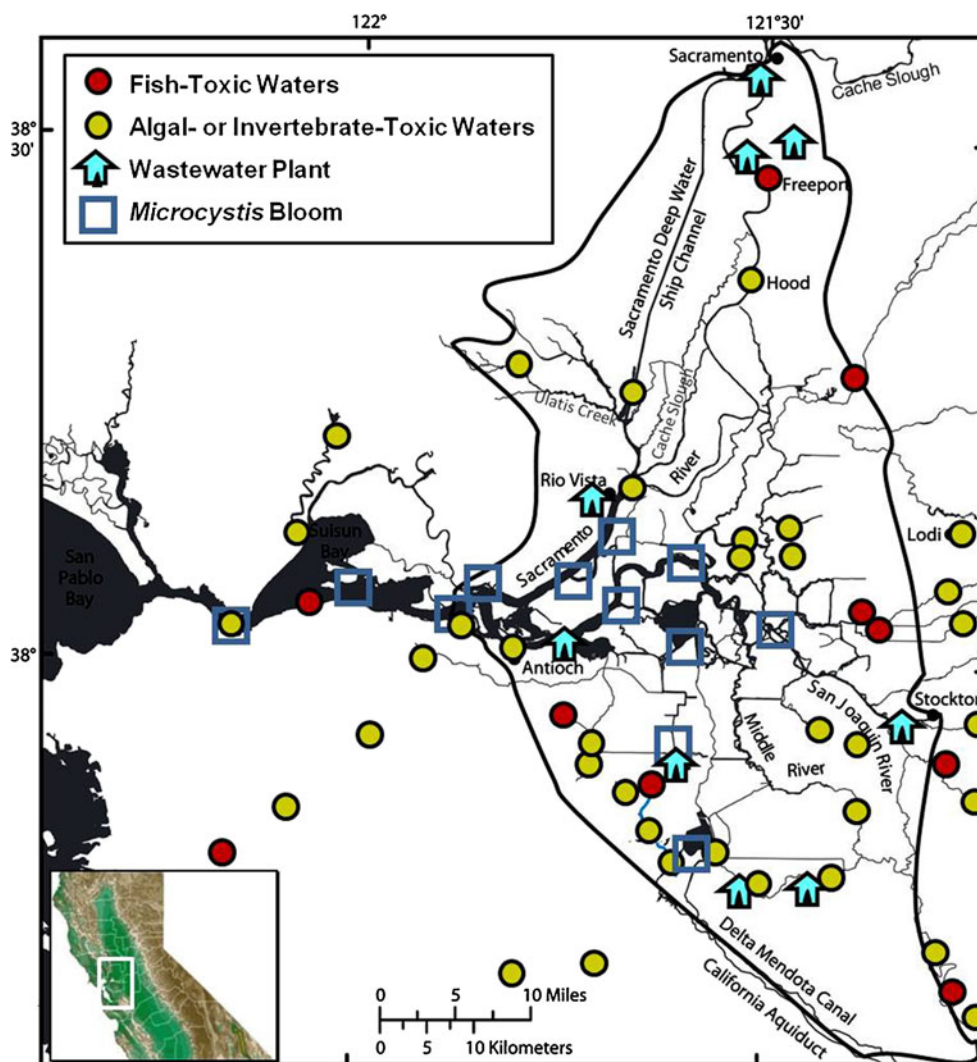 122°
121°30'
Fish-Toxic Waters
Algal- or Invertebrate-Toxic Waters
Wastewater Plant
Microcystis Bloom
38°
30'
Sacramento
Cache Slough
Freeport
Sacramento Deep Water
Ship Channel
Hood
Ulatis Creek
Cache Slough
River
Rio Vista
Sacramento
Lodi
San
Pablo
Bay
Suisun
Bay
38°
Antioch
Middle
River
San Joaquin
River
Stockton
Delta Mendota Canal
California Aquiduct
0 5 10 Miles
0 5 10 Kilometers